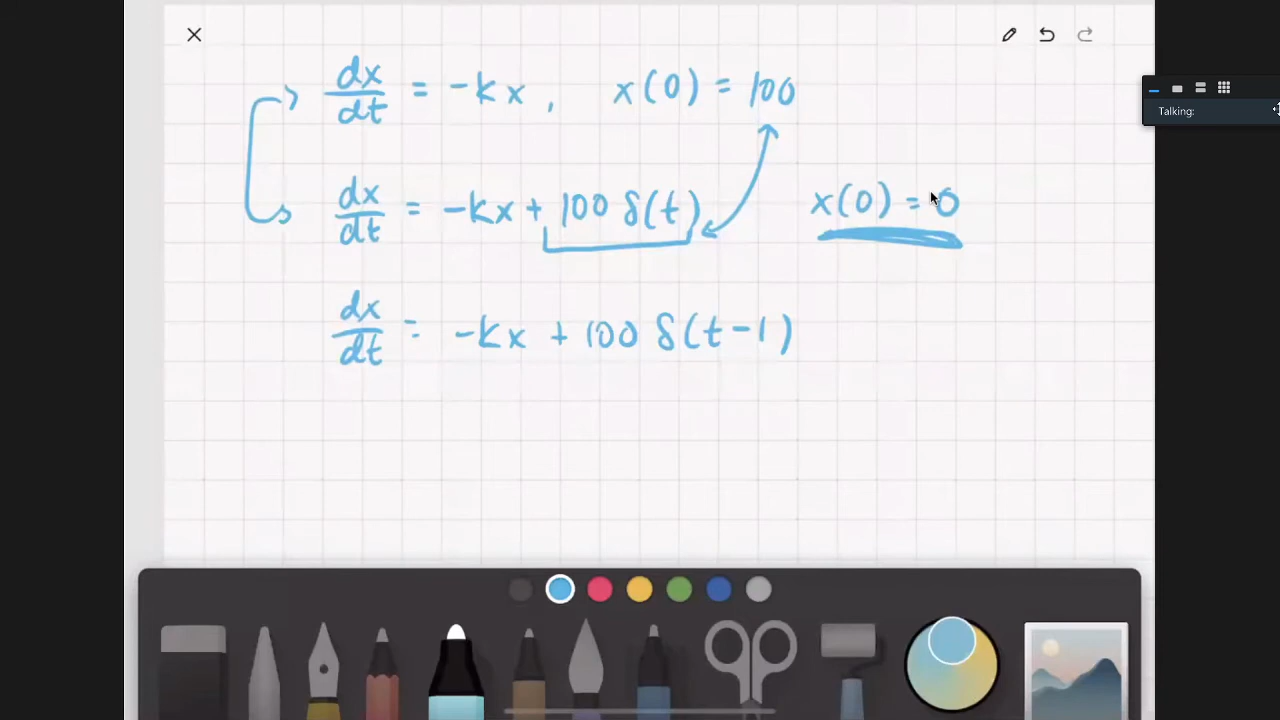 dx/dt = -kx, x(0) = 100
Talking:
dx/dt = -kx + 100 δ(t) x(0) = 0
dx/dt = -kx + 100 δ(t-1)